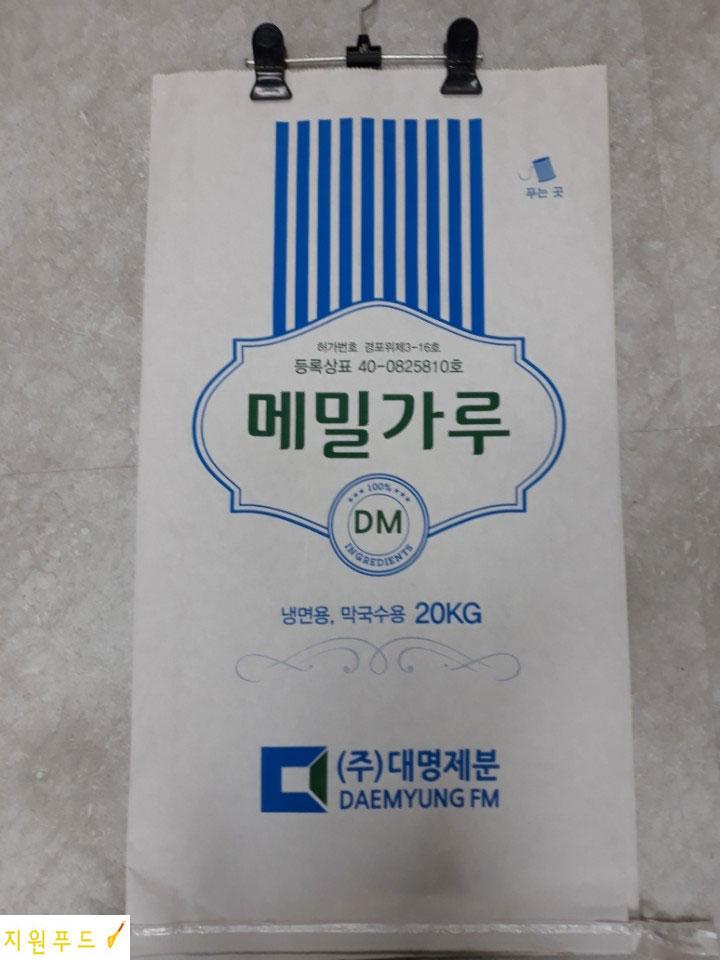 푸는 곳
허가번호 경포위제3-16호
등록상표 40-0825810호
메밀가루
100%
DM
INGREDIENTS
냉면용, 막국수용 20KG
(주)대명제분
DAEMYUNG FM
지원푸드